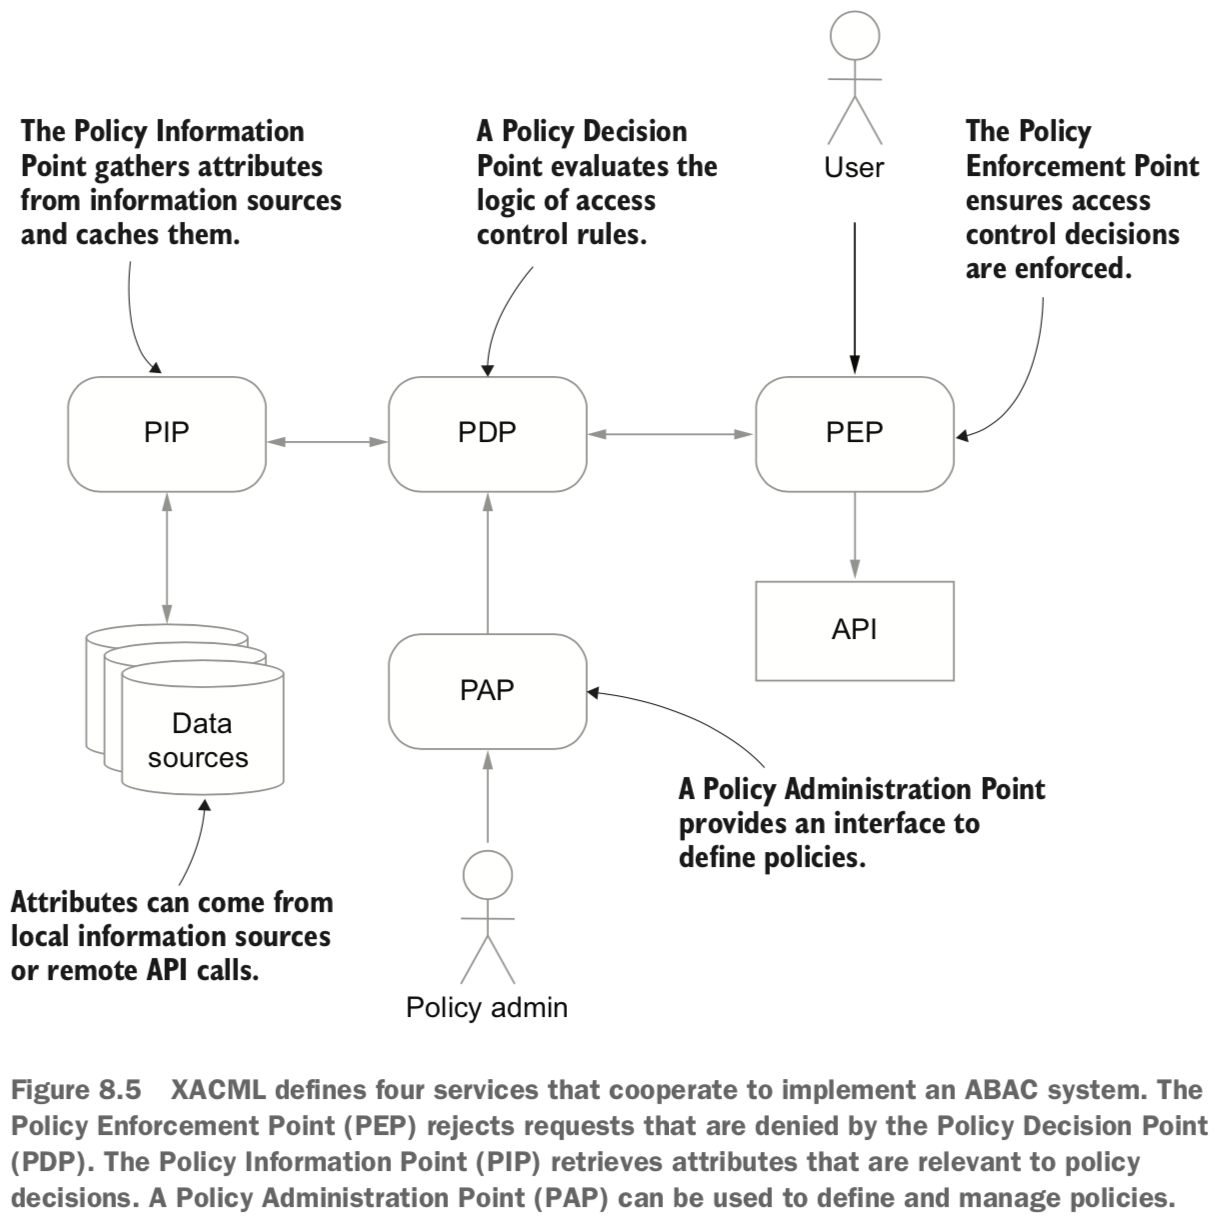 The Policy Information
Point gathers attributes
from information sources
and caches them.
A Policy Decision
Point evaluates the
logic of access
control rules.
User
The Policy
Enforcement Point
ensures access
control decisions
are enforced.
PIP
PDP
PEP
Data
sources
PAP
API
A Policy Administration Point
provides an interface to
define policies.
Attributes can come from
local information sources
or remote API calls.
Policy admin
Figure 8.5 XACML defines four services that cooperate to implement an ABAC system. The
Policy Enforcement Point (PEP) rejects requests that are denied by the Policy Decision Point
(PDP). The Policy Information Point (PIP) retrieves attributes that are relevant to policy
decisions. A Policy Administration Point (PAP) can be used to define and manage policies.